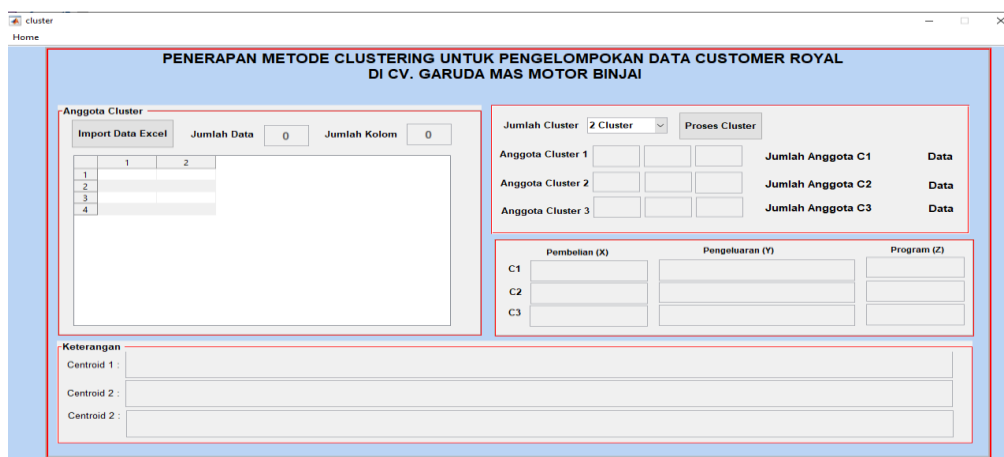 cluster
Home
PENERAPAN METODE CLUSTERING UNTUK PENGELOMPOKAN DATA CUSTOMER ROYAL
DI CV. GARUDA MAS MOTOR BINJAI
Anggota Cluster
Import Data Excel Jumlah Data 0 Jumlah Kolom 0
1 2
1
2
3
4
Jumlah Cluster 2 Cluster Proses Cluster
Anggota Cluster 1 Jumlah Anggota C1 Data
Anggota Cluster 2 Jumlah Anggota C2 Data
Anggota Cluster 3 Jumlah Anggota C3 Data
Pembelian (X) Pengeluaran (Y) Program (Z)
C1
C2
C3
Keterangan
Centroid 1 :
Centroid 2 :
Centroid 2 :